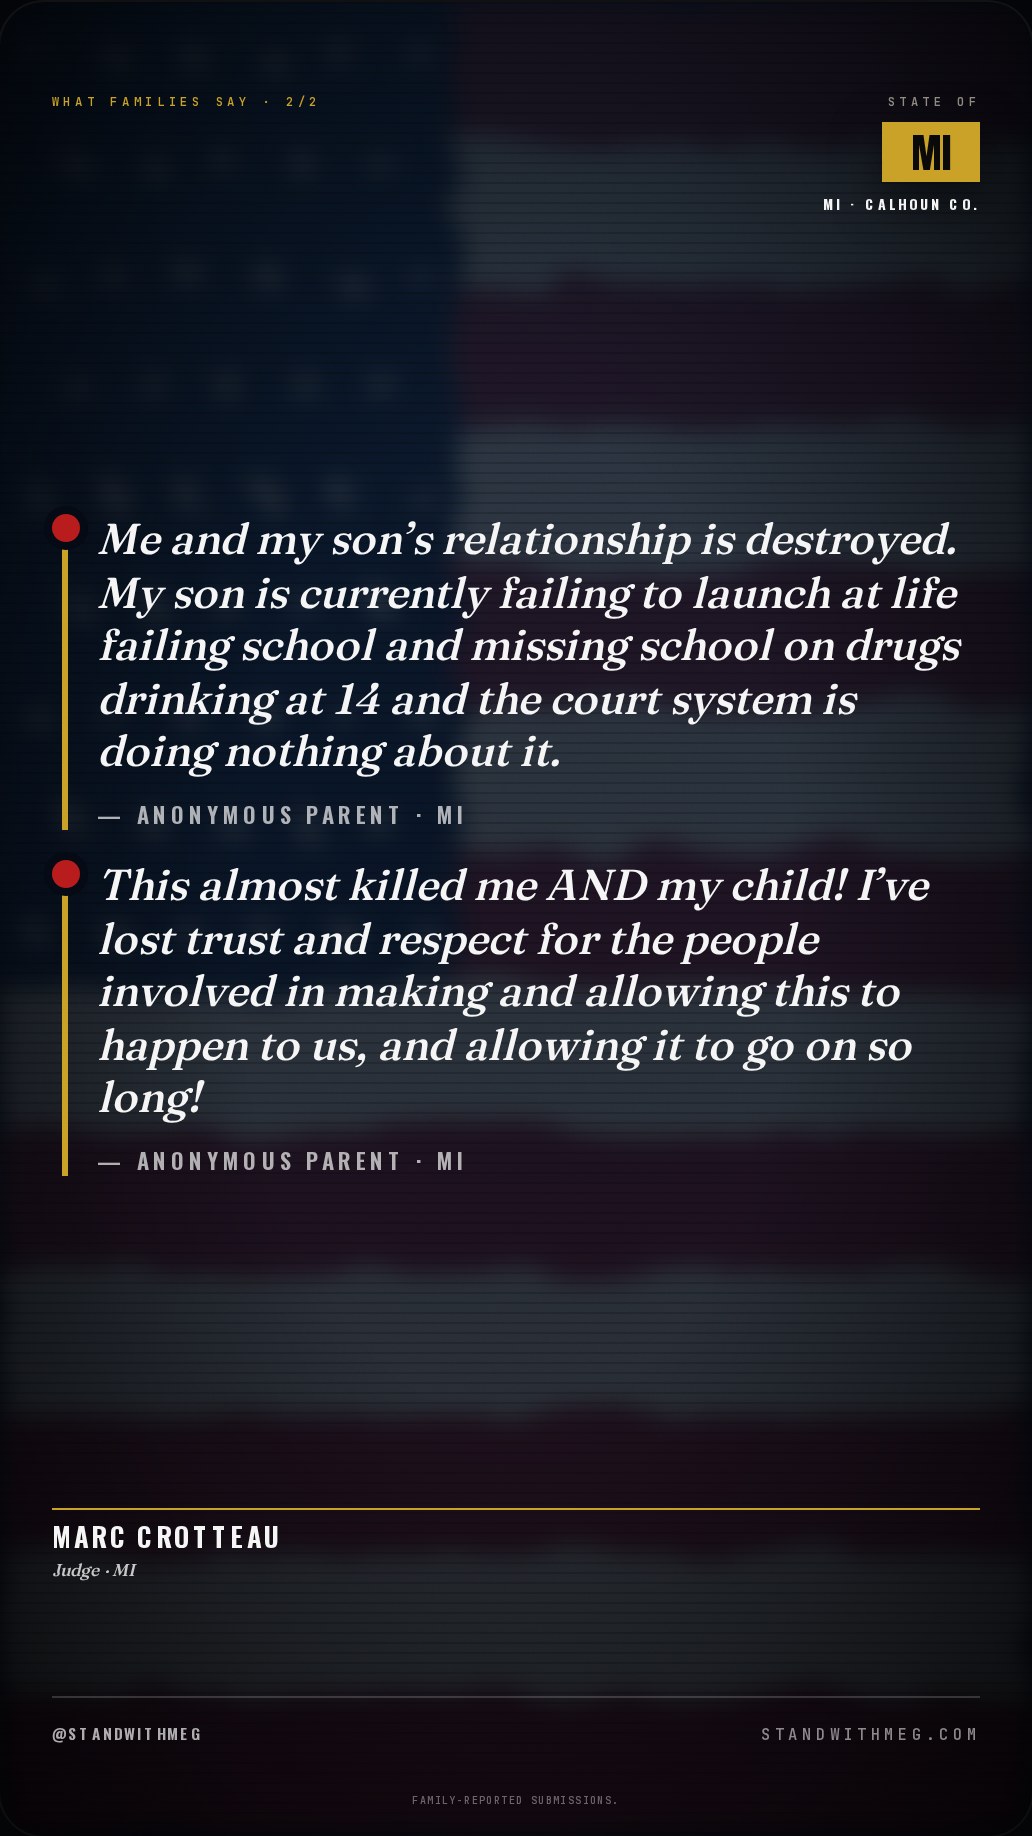 WHAT FAMILIES SAY · 2/2
STATE OF
MI
MI · CALHOUN CO.
Me and my son’s relationship is destroyed.
My son is currently failing to launch at life
failing school and missing school on drugs
drinking at 14 and the court system is
doing nothing about it.
— ANONYMOUS PARENT · MI
This almost killed me AND my child! I’ve
lost trust and respect for the people
involved in making and allowing this to
happen to us, and allowing it to go on so
long!
— ANONYMOUS PARENT · MI
MARC CROTTEAU
Judge · MI
@STANDWITHMEG
STANDWITHMEG.COM
FAMILY-REPORTED SUBMISSIONS.